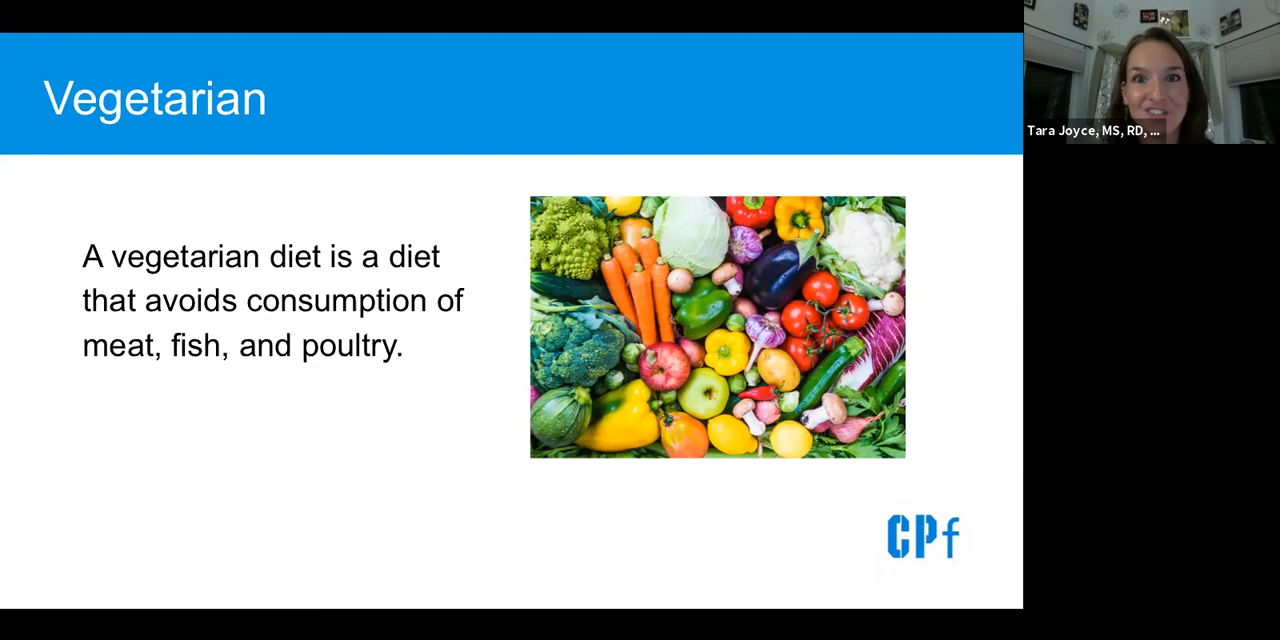 Vegetarian
Tara Joyce, MS, RD, ...
A vegetarian diet is a diet
that avoids consumption of
meat, fish, and poultry.
CPf